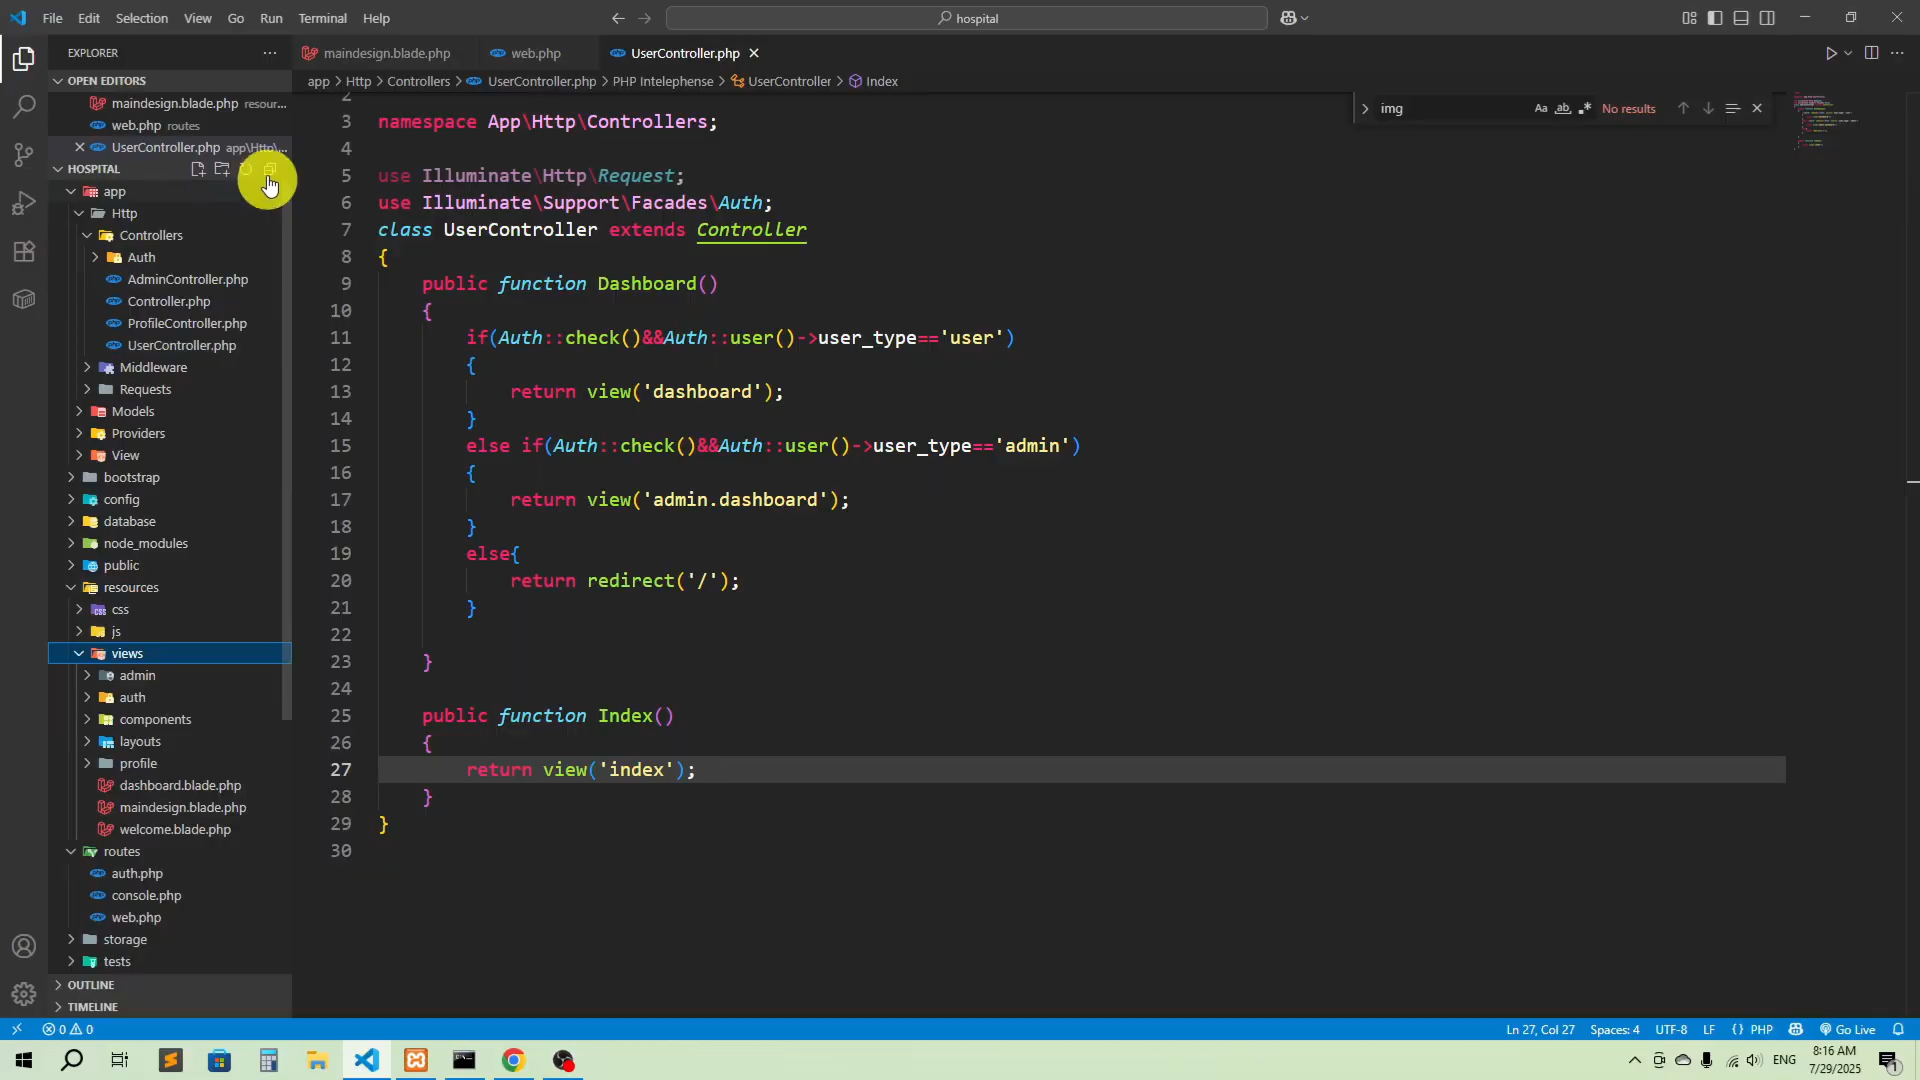 File Edit Selection View Go Run Terminal Help
hospital
EXPLORER
maindesign.blade.php
web.php
UserController.php
OPEN EDITORS
maindesign.blade.php resour...
web.php routes
UserController.php app\Http\...
HOSPITAL
app
Http
Controllers
Auth
AdminController.php
Controller.php
ProfileController.php
UserController.php
Middleware
Requests
Models
Providers
View
bootstrap
config
database
node_modules
public
resources
css
js
views
admin
auth
components
layouts
profile
dashboard.blade.php
maindesign.blade.php
welcome.blade.php
routes
auth.php
console.php
web.php
storage
tests
OUTLINE
TIMELINE
app > Http > Controllers > UserController.php > PHP Intelephense > UserController > Index
img
Aa ab .* No results
2
3 namespace App\Http\Controllers;
4
5 use Illuminate\Http\Request;
6 use Illuminate\Support\Facades\Auth;
7 class UserController extends Controller
8 {
9 public function Dashboard()
10 {
11 if(Auth::check()&&Auth::user()->user_type=='user')
12 {
13 return view('dashboard');
14 }
15 else if(Auth::check()&&Auth::user()->user_type=='admin')
16 {
17 return view('admin.dashboard');
18 }
19 else{
20 return redirect('/');
21 }
22
23 }
24
25 public function Index()
26 {
27 return view('index');
28 }
29 }
30
0 0
Ln 27, Col 27 Spaces: 4 UTF-8 LF {} PHP Go Live
ENG
8:16 AM
7/29/2025
1